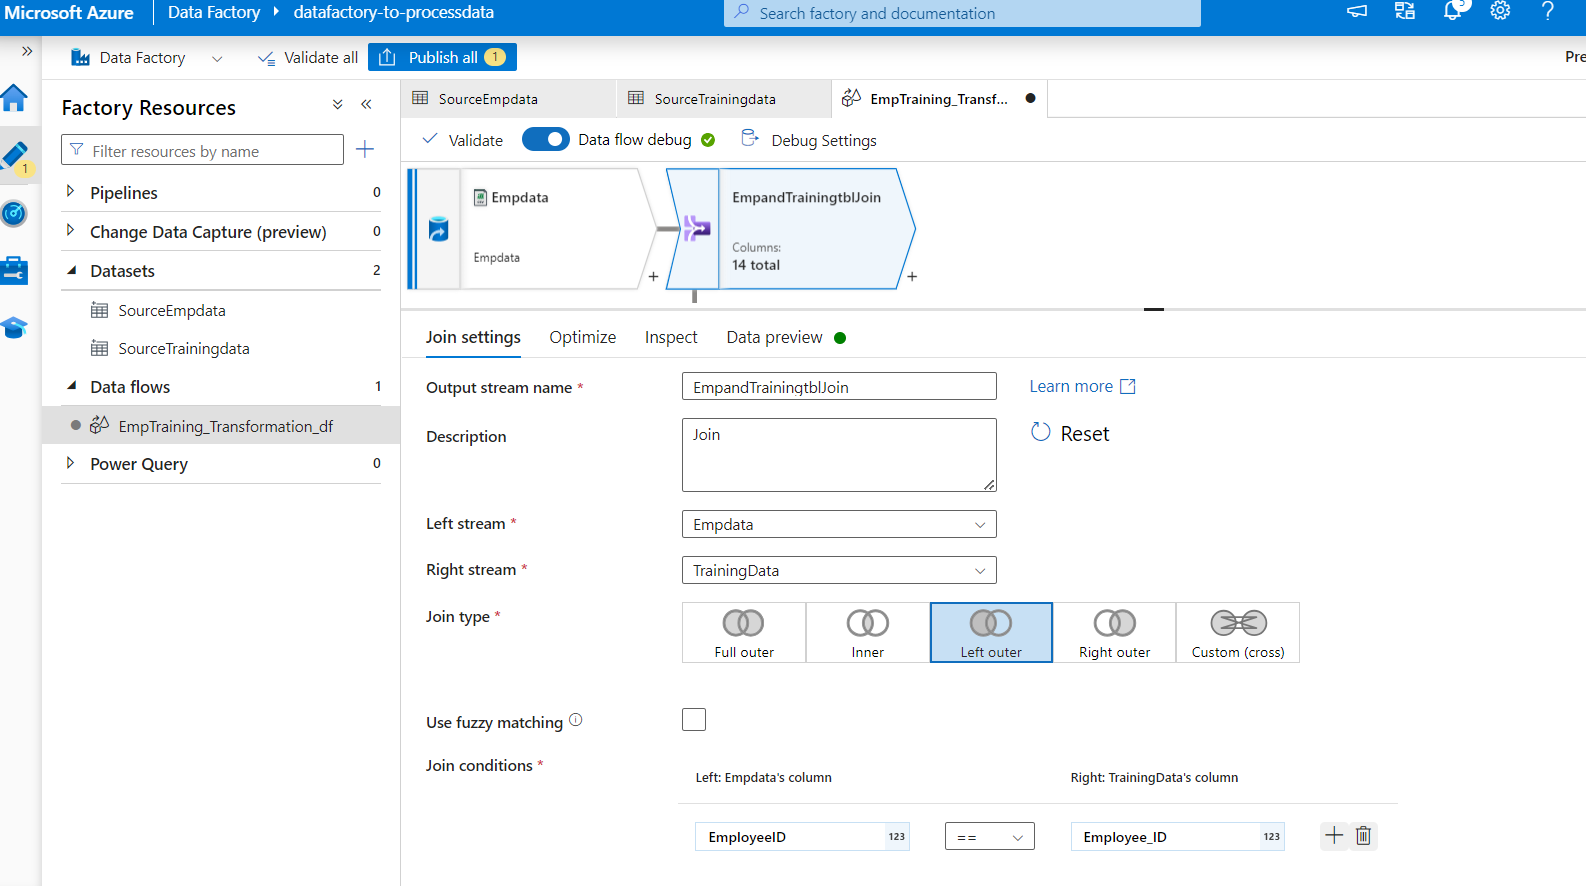 Microsoft Azure
Data Factory
datafactory-to-processdata
Search factory and documentation
5
?
Data Factory
Validate all
Publish all 1
Pre
1
Factory Resources
Filter resources by name
Pipelines 0
Change Data Capture (preview) 0
Datasets 2
SourceEmpdata
SourceTrainingdata
Data flows 1
EmpTraining_Transformation_df
Power Query 0
SourceEmpdata
SourceTrainingdata
EmpTraining_Transf...
Validate
Data flow debug
Debug Settings
Empdata
Empdata
+
EmpandTrainingtblJoin
Columns:
14 total
+
Join settings
Optimize
Inspect
Data preview
Output stream name *
EmpandTrainingtblJoin
Learn more
Description
Join
Reset
Left stream *
Empdata
Right stream *
TrainingData
Join type *
Full outer
Inner
Left outer
Right outer
Custom (cross)
Use fuzzy matching
Join conditions *
Left: Empdata's column
Right: TrainingData's column
EmployeeID 123
==
Employee_ID 123